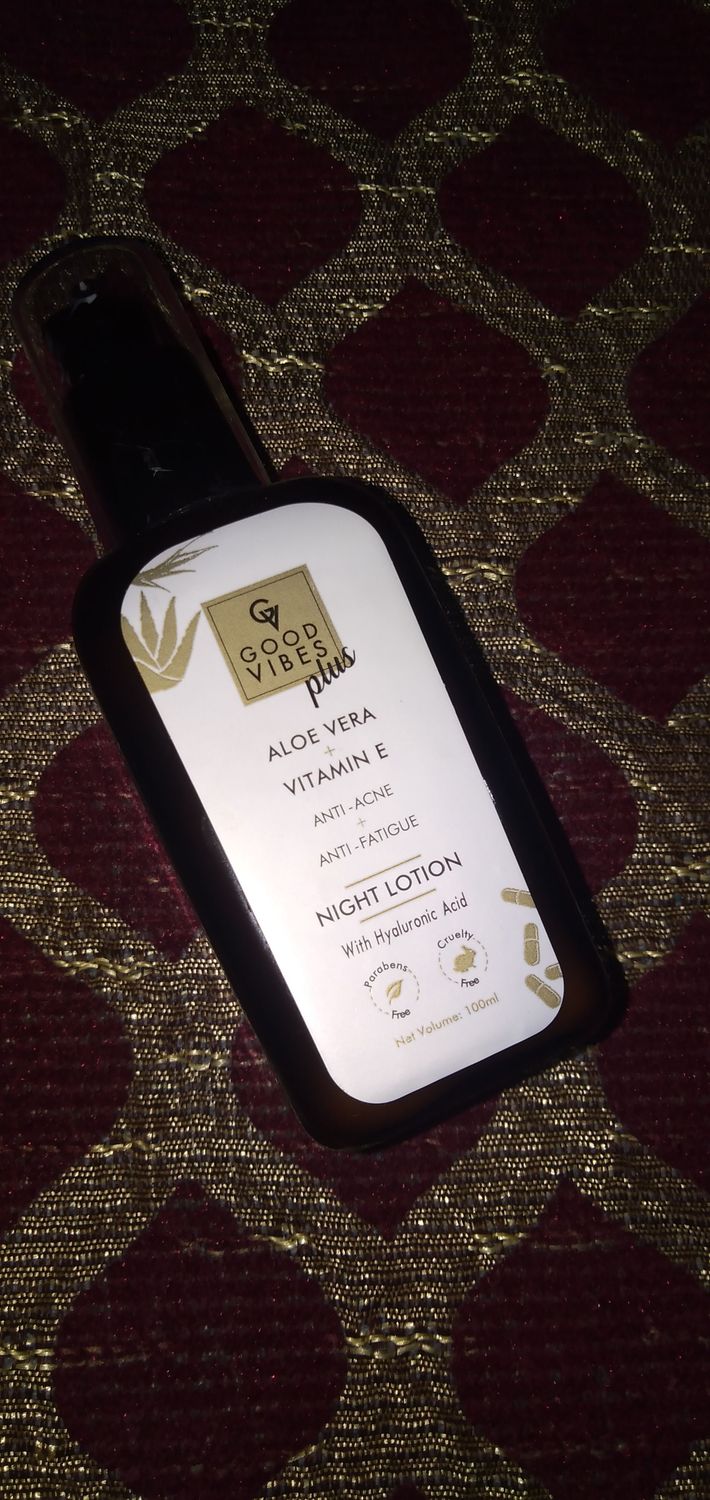 GV
GOOD
VIBES
plus
ALOE VERA
+
VITAMIN E
ANTI-ACNE
+
ANTI-FATIGUE
NIGHT LOTION
With Hyaluronic Acid
Parabens
Free
Cruelty
Free
Net Volume: 100ml